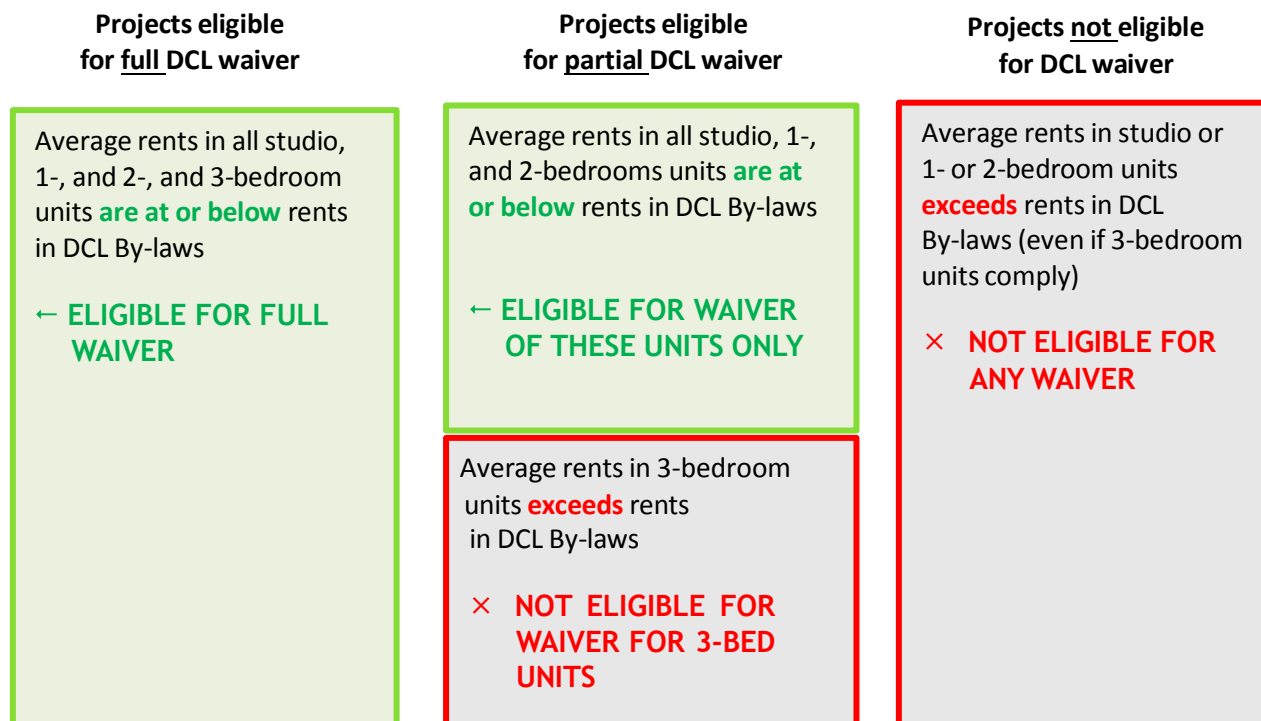 Projects eligible
for full DCL waiver
Average rents in all studio,
1-, and 2-, and 3-bedroom
units are at or below rents
in DCL By-laws
← ELIGIBLE FOR FULL
WAIVER
Projects eligible
for partial DCL waiver
Average rents in all studio, 1-,
and 2-bedrooms units are at
or below rents in DCL By-laws
← ELIGIBLE FOR WAIVER
OF THESE UNITS ONLY
Average rents in 3-bedroom
units exceeds rents
in DCL By-laws
× NOT ELIGIBLE FOR
WAIVER FOR 3-BED
UNITS
Projects not eligible
for DCL waiver
Average rents in studio or
1- or 2-bedroom units
exceeds rents in DCL
By-laws (even if 3-bedroom
units comply)
× NOT ELIGIBLE FOR
ANY WAIVER